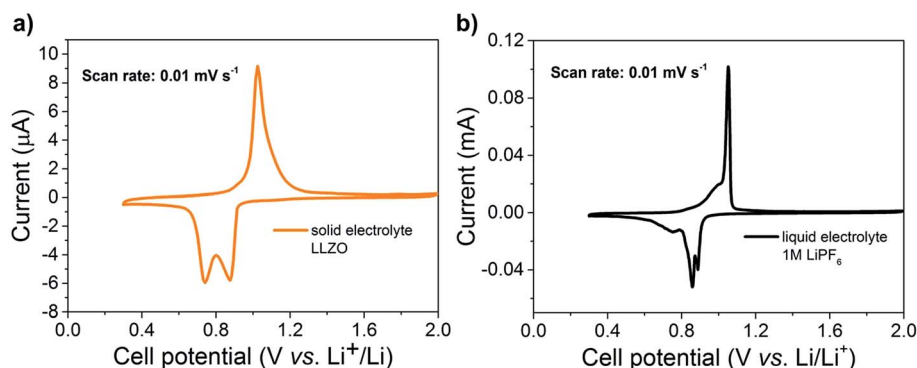 a)
10
8
6
4
2
0
-2
-4
-6
-8
Current (μA)
Scan rate: 0.01 mV s⁻¹
solid electrolyte
LLZO
0.0 0.4 0.8 1.2 1.6 2.0
Cell potential (V vs. Li⁺/Li)
b)
0.12
0.08
0.04
0.00
-0.04
Current (mA)
Scan rate: 0.01 mV s⁻¹
liquid electrolyte
1M LiPF₆
0.0 0.4 0.8 1.2 1.6 2.0
Cell potential (V vs. Li/Li⁺)